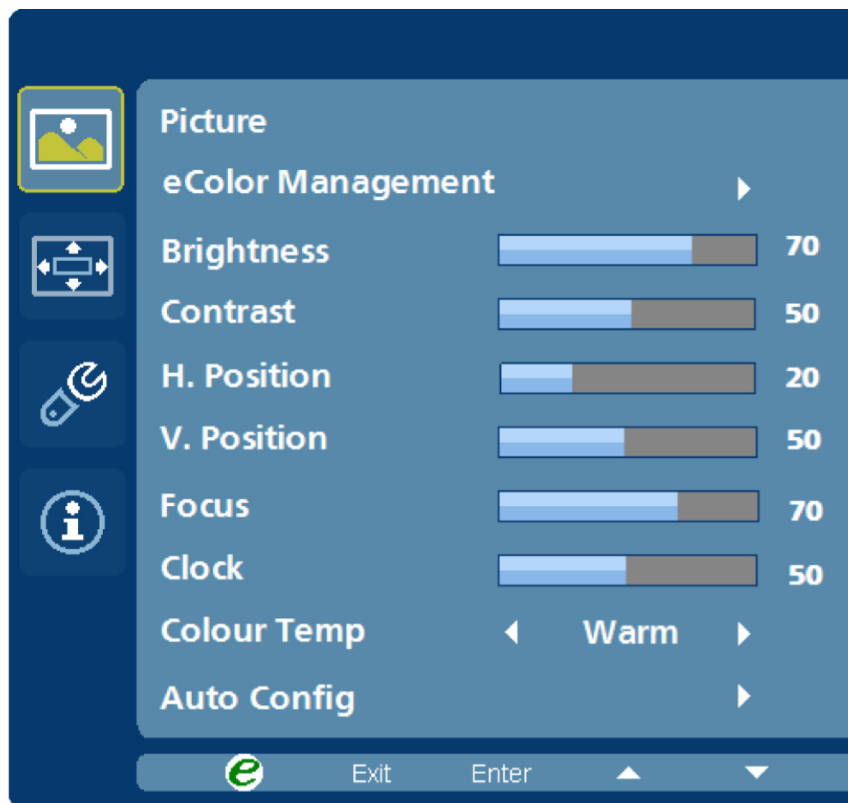 Picture
eColor Management
Brightness 70
Contrast 50
H. Position 20
V. Position 50
Focus 70
Clock 50
Colour Temp Warm
Auto Config
e Exit Enter